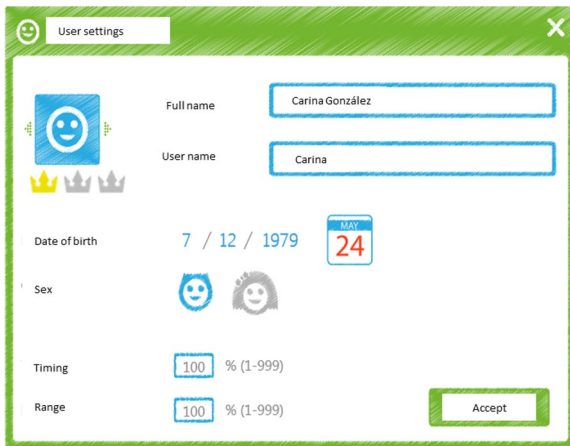 User settings
Full name
Carina González
User name
Carina
Date of birth
7 / 12 / 1979
MAY
24
Sex
Timing
100 % (1-999)
Range
100 % (1-999)
Accept